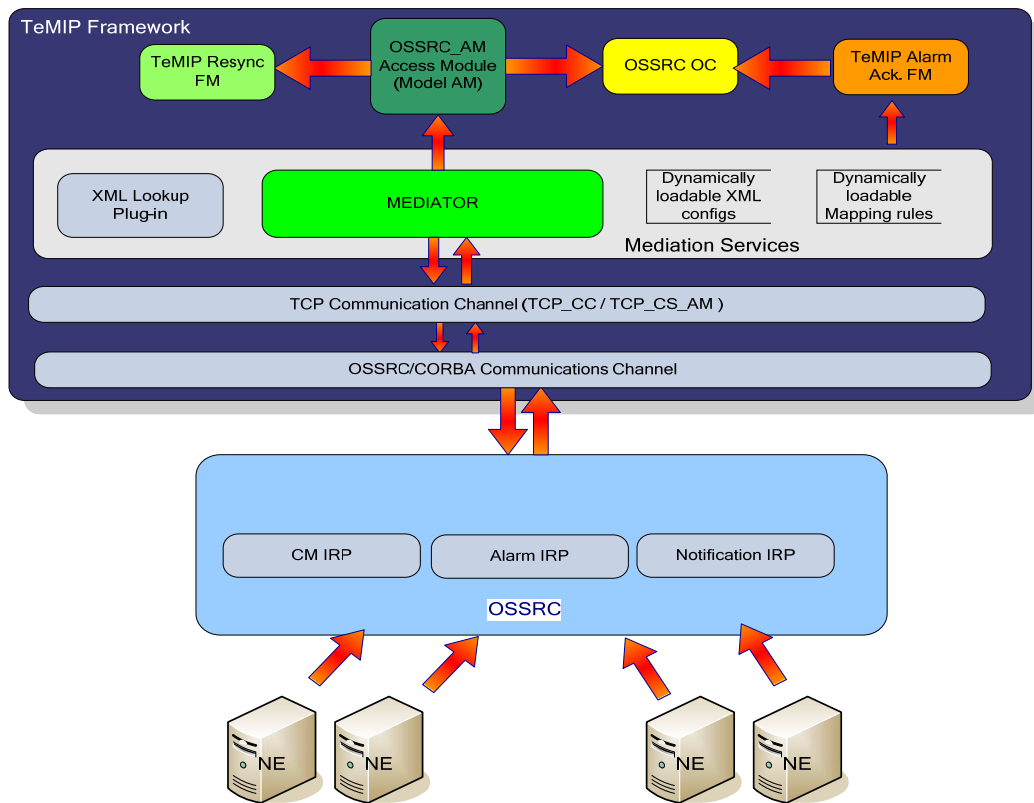 TeMIP Framework
TeMIP Resync
FM
OSSRC_AM
Access Module
(Model AM)
OSSRC OC
TeMIP Alarm
Ack. FM
XML Lookup
Plug-in
MEDIATOR
Dynamically
loadable XML
configs
Dynamically
loadable
Mapping rules
Mediation Services
TCP Communication Channel (TCP_CC / TCP_CS_AM )
OSSRC/CORBA Communications Channel
CM IRP
Alarm IRP
Notification IRP
OSSRC
NE
NE
NE
NE